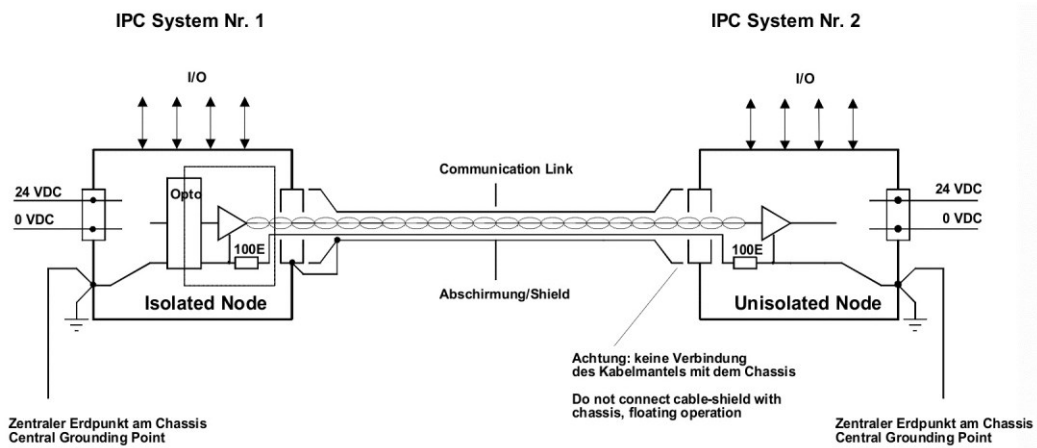 IPC System Nr. 1
IPC System Nr. 2
I/O
I/O
Communication Link
24 VDC
Opto
24 VDC
0 VDC
0 VDC
100E
100E
Isolated Node
Abschirmung/Shield
Unisolated Node
Achtung: keine Verbindung
des Kabelmantels mit dem Chassis
Do not connect cable-shield with
chassis, floating operation
Zentraler Erdpunkt am Chassis
Central Grounding Point
Zentraler Erdpunkt am Chassis
Central Grounding Point